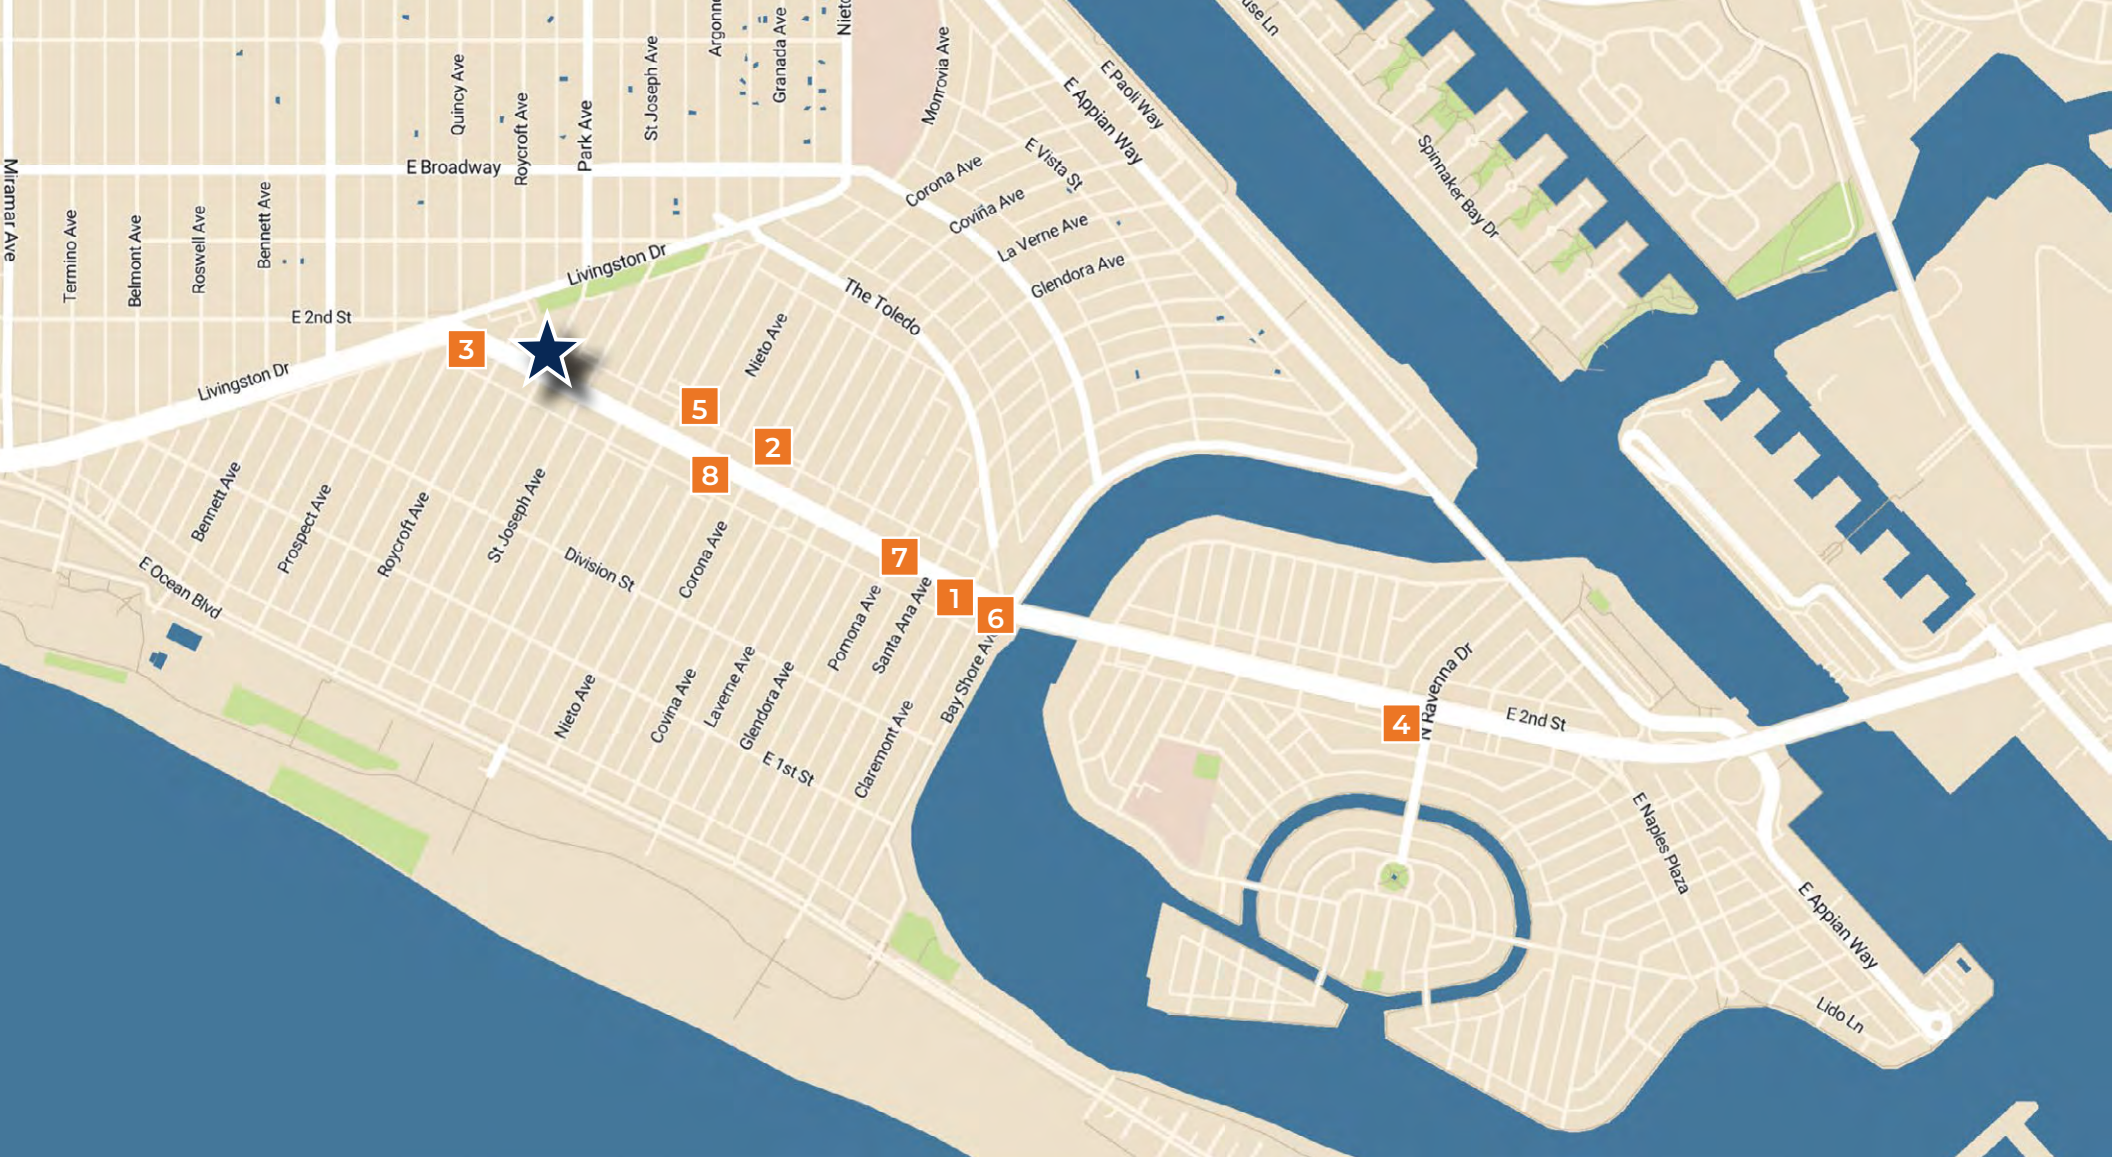 Argonn
Granada Ave
Nieto
use Ln
Monrovia Ave
Quincy Ave
Roycroft Ave
Park Ave
St Joseph Ave
E Paoli Way
E Appian Way
E Broadway
E Vista St
Corona Ave
Covina Ave
La Verne Ave
Glendora Ave
Spinnaker Bay Dr
Miramar Ave
Termino Ave
Belmont Ave
Roswell Ave
Bennett Ave
Livingston Dr
The Toledo
E 2nd St
Nieto Ave
3
Livingston Dr
5
2
8
Bennett Ave
Prospect Ave
Roycroft Ave
St Joseph Ave
Division St
Corona Ave
7
1
6
E Ocean Blvd
Pomona Ave
Santa Ana Ave
Bay Shore Ave
Nieto Ave
Covina Ave
Laverne Ave
Glendora Ave
E 1st St
Claremont Ave
N Ravenna Dr
4
E 2nd St
E Naples Plaza
E Appian Way
Lido Ln